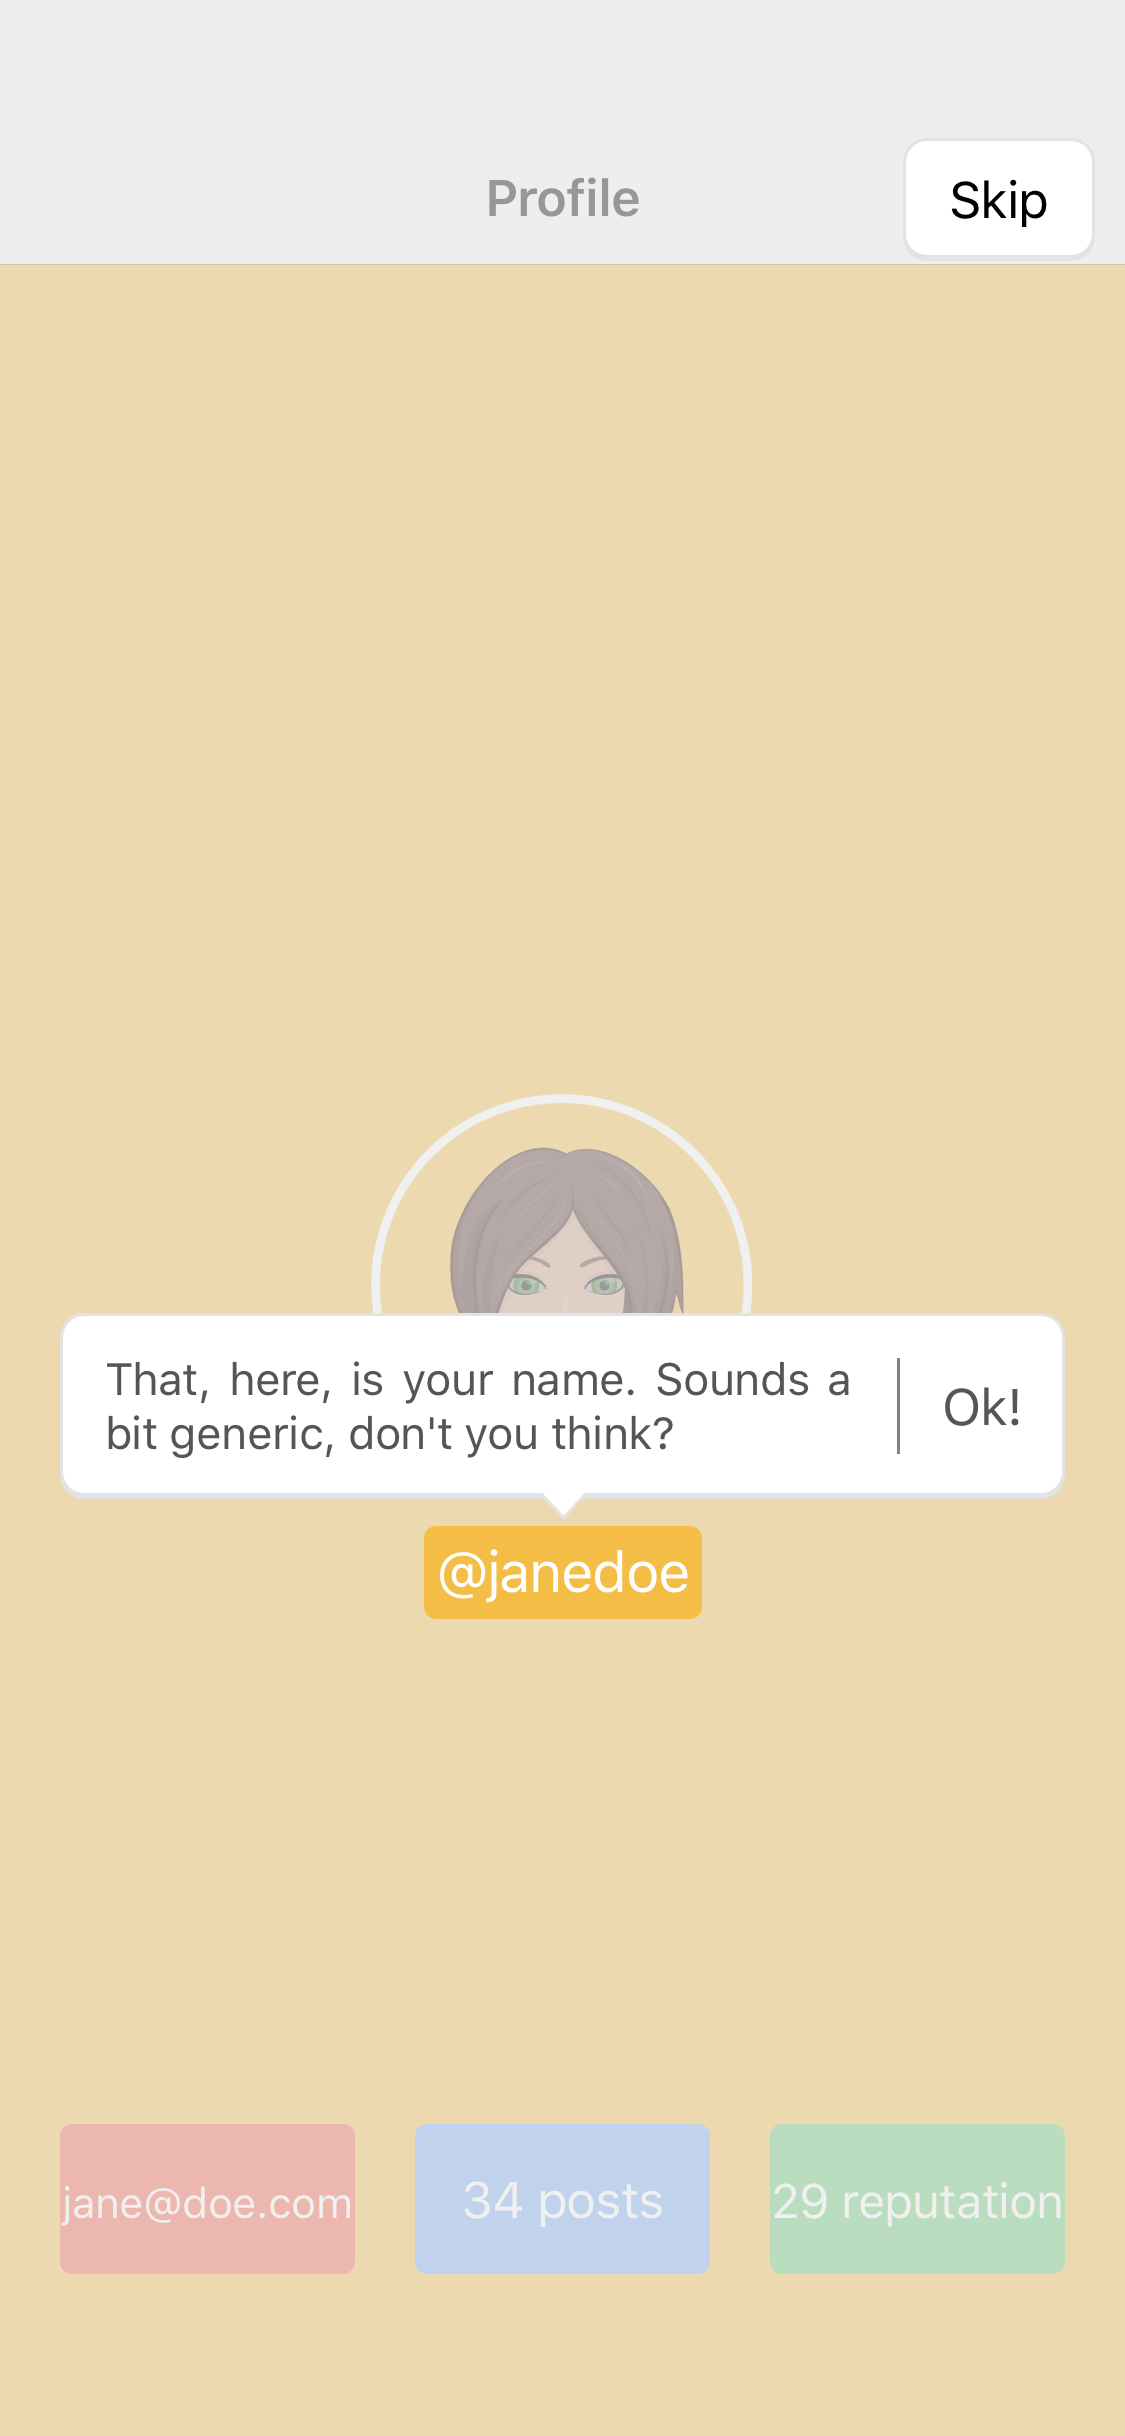 Profile
Skip
That, here, is your name. Sounds a
bit generic, don't you think?
Ok!
@janedoe
jane@doe.com
34 posts
29 reputation